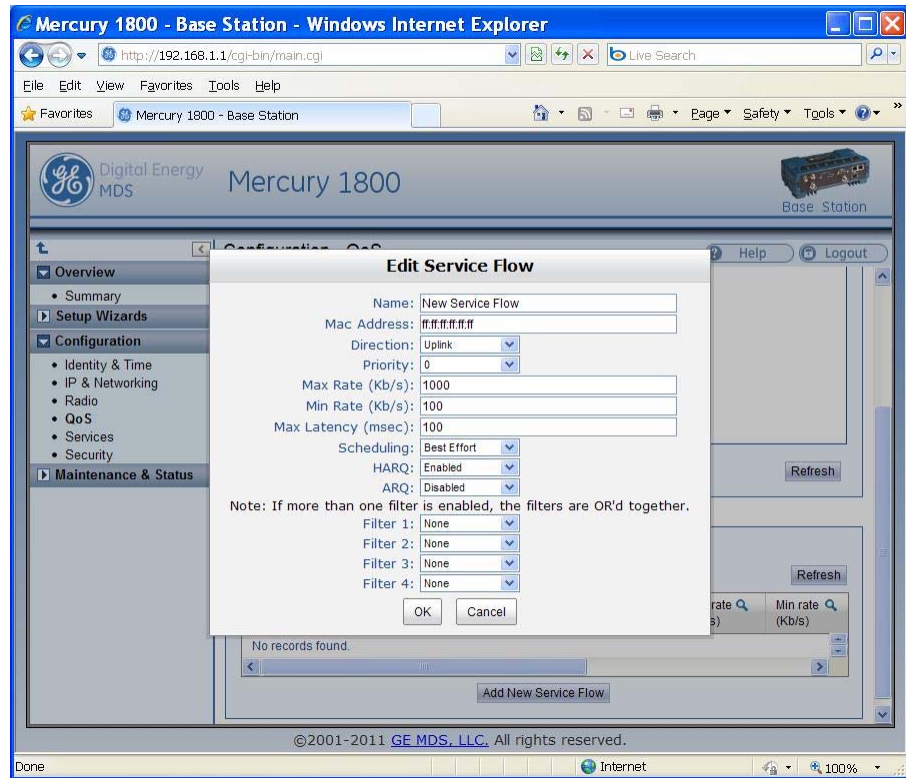 Mercury 1800 - Base Station - Windows Internet Explorer
http://192.168.1.1/cgi-bin/main.cgi
Live Search
File Edit View Favorites Tools Help
Favorites Mercury 1800 - Base Station Page Safety Tools
Digital Energy
MDS
Mercury 1800
Base Station
Configuration - QoS
Help Logout
Overview
Summary
Setup Wizards
Configuration
Identity & Time
IP & Networking
Radio
QoS
Services
Security
Maintenance & Status
Edit Service Flow
Name: New Service Flow
Mac Address: ff:ff:ff:ff:ff:ff
Direction: Uplink
Priority: 0
Max Rate (Kb/s): 1000
Min Rate (Kb/s): 100
Max Latency (msec): 100
Scheduling: Best Effort
HARQ: Enabled
ARQ: Disabled
Note: If more than one filter is enabled, the filters are OR'd together.
Filter 1: None
Filter 2: None
Filter 3: None
Filter 4: None
OK Cancel
Refresh
Refresh
rate Min rate
s) (Kb/s)
No records found.
Add New Service Flow
©2001-2011 GE MDS, LLC. All rights reserved.
Done Internet 100%